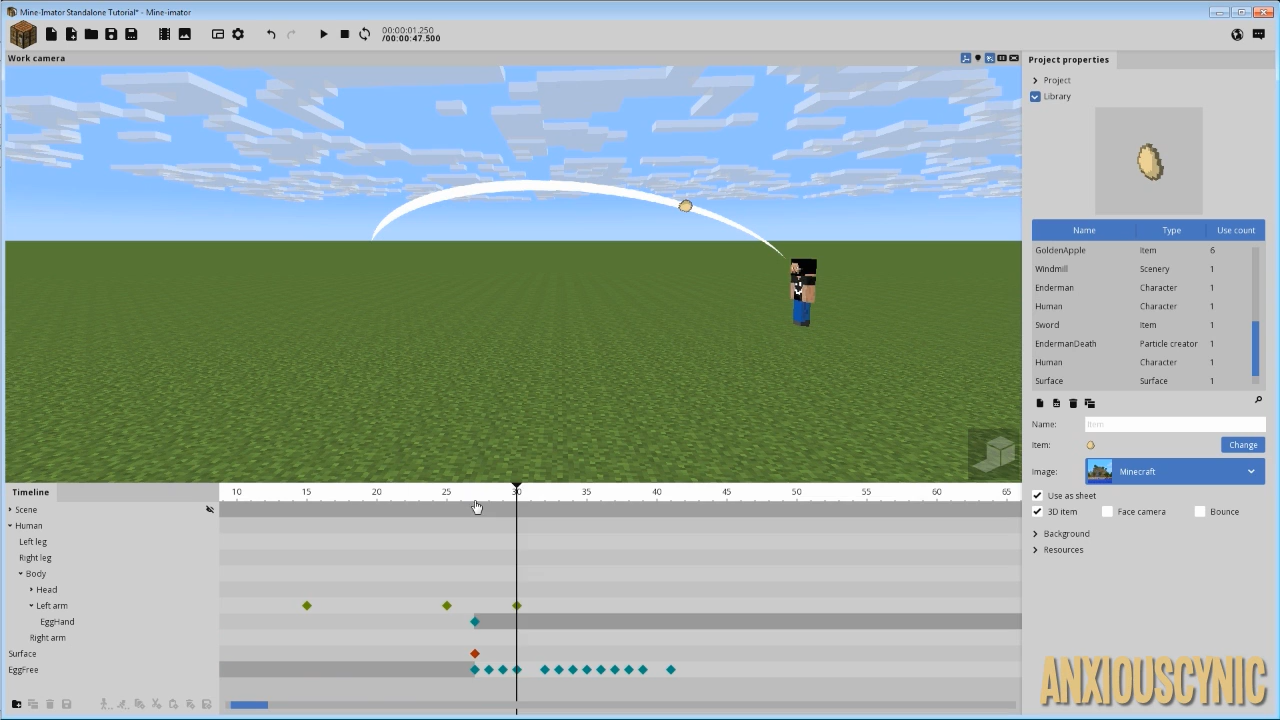 Mine-Imator Standalone Tutorial* - Mine-imator
00:00:01.250
/00:00:47.500
Work camera
Project properties
Project
Library
Name Type Use count
GoldenApple Item 6
Windmill Scenery 1
Enderman Character 1
Human Character 1
Sword Item 1
EndermanDeath Particle creator 1
Human Character 1
Surface Surface 1
Name: Item
Item: Change
Image: Minecraft
Use as sheet
3D item Face camera Bounce
Background
Resources
Timeline
10 15 20 25 30 35 40 45 50 55 60 65
Scene
Human
Left leg
Right leg
Body
Head
Left arm
EggHand
Right arm
Surface
EggFree
ANXIOUSCYNIC